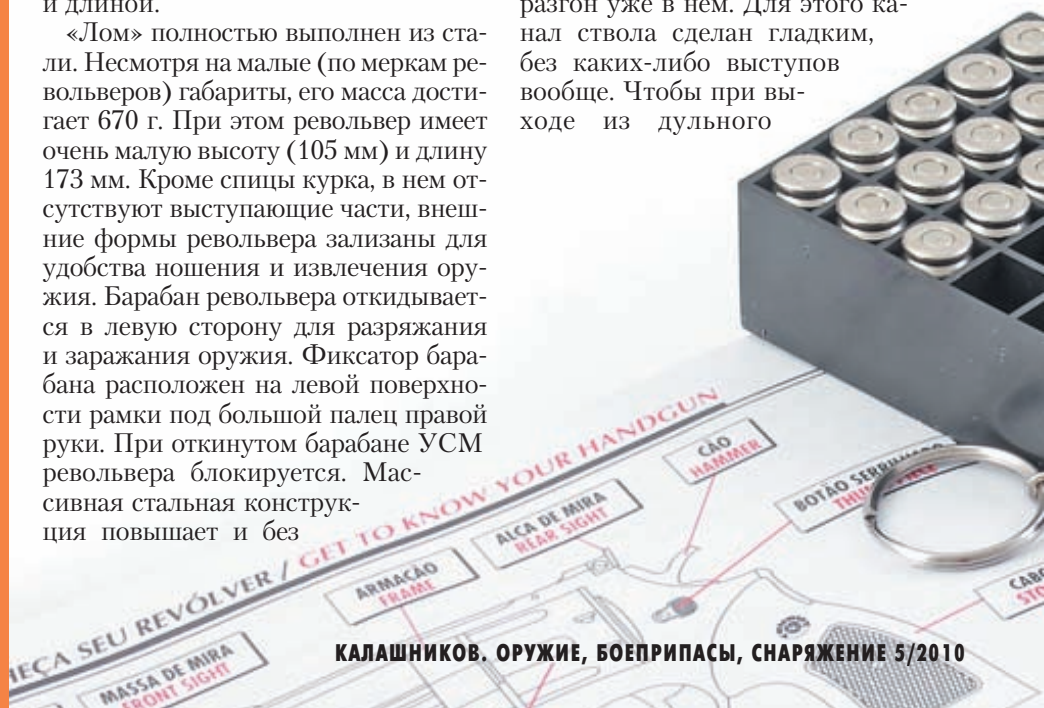 и длиной.
«Лом» полностью выполнен из ста-
ли. Несмотря на малые (по меркам ре-
вольверов) габариты, его масса дости-
гает 670 г. При этом револьвер имеет
очень малую высоту (105 мм) и длину
173 мм. Кроме спицы курка, в нем от-
сутствуют выступающие части, внеш-
ние формы револьвера зализаны для
удобства ношения и извлечения ору-
жия. Барабан револьвера откидывает-
ся в левую сторону для разряжания
и заряжания оружия. Фиксатор бара-
бана расположен на левой поверхно-
сти рамки под большой палец правой
руки. При откинутом барабане УСМ
револьвера блокируется. Мас-
сивная стальная конструк-
ция повышает и без
разгон уже в нем. Для этого ка-
нал ствола сделан гладким,
без каких-либо выступов
вообще. Чтобы при вы-
ходе из дульного
SEU REVÓLVER / GET TO KNOW YOUR HANDGUN
CÃO
HAMMER
ALÇA DE MIRA
REAR SIGHT
ARMAÇÃO
FRAME
MASSA DE MIRA
FRONT SIGHT
BOTÃO
КАЛАШНИКОВ. ОРУЖИЕ, БОЕПРИПАСЫ, СНАРЯЖЕНИЕ 5/2010